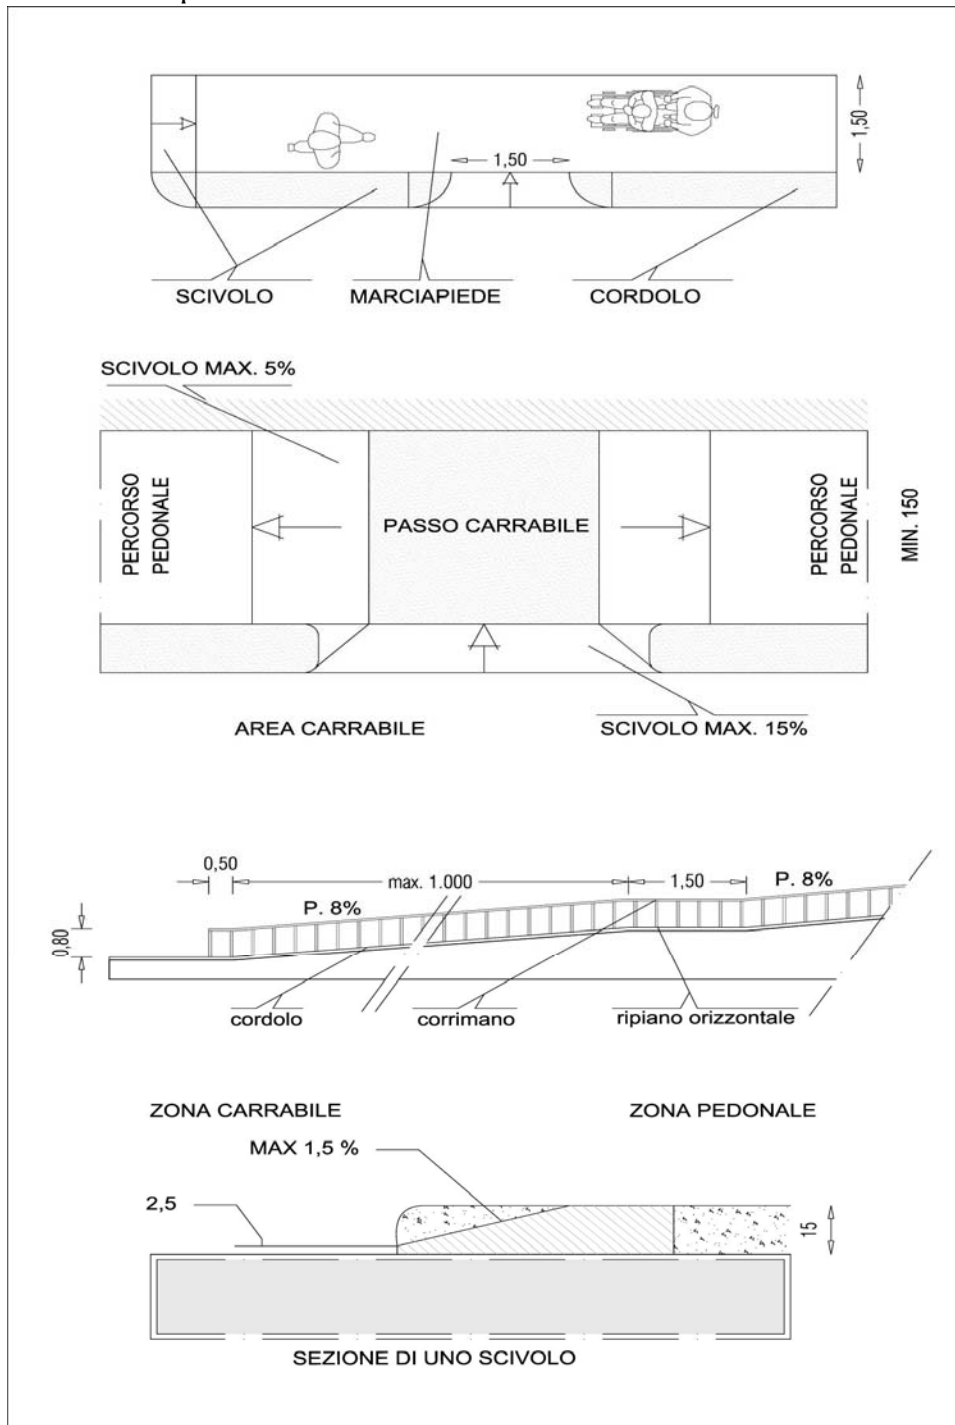 1,50
1,50
SCIVOLO
MARCIAPIEDE
CORDOLO
SCIVOLO MAX. 5%
PERCORSO
PEDONALE
PASSO CARRABILE
PERCORSO
PEDONALE
MIN. 150
AREA CARRABILE
SCIVOLO MAX. 15%
0,50
max. 1.000
1,50
P. 8%
P. 8%
0,80
cordolo
corrimano
ripiano orizzontale
ZONA CARRABILE
ZONA PEDONALE
MAX 1,5 %
2,5
15
SEZIONE DI UNO SCIVOLO